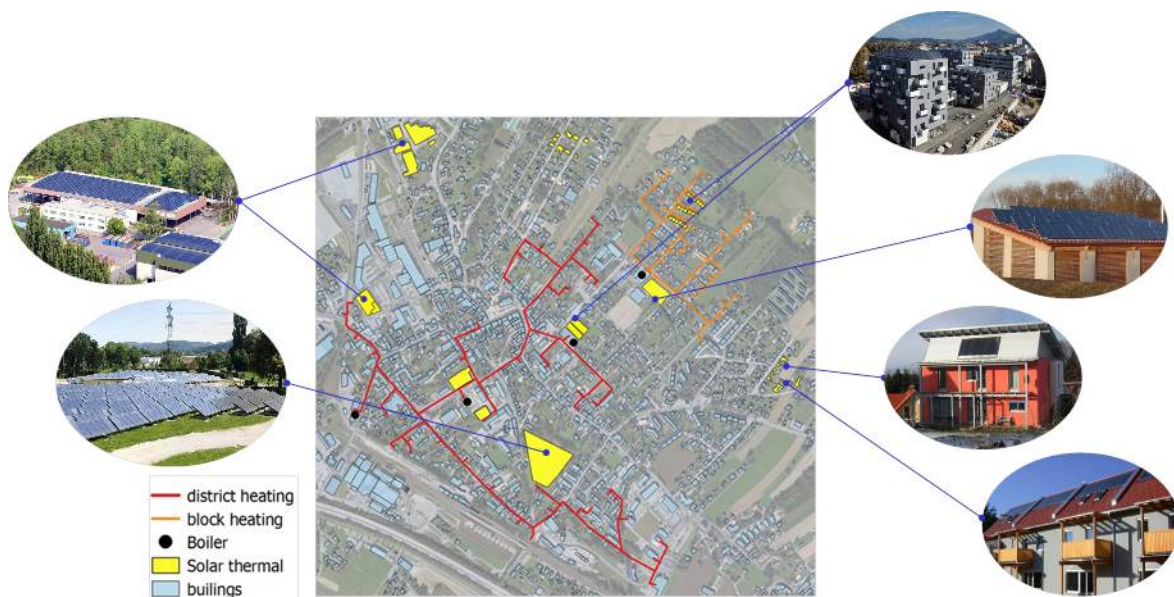 district heating
block heating
Boiler
Solar thermal
builings